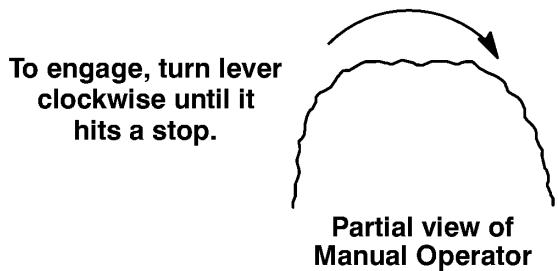 To engage, turn lever
clockwise until it
hits a stop.
Partial view of
Manual Operator